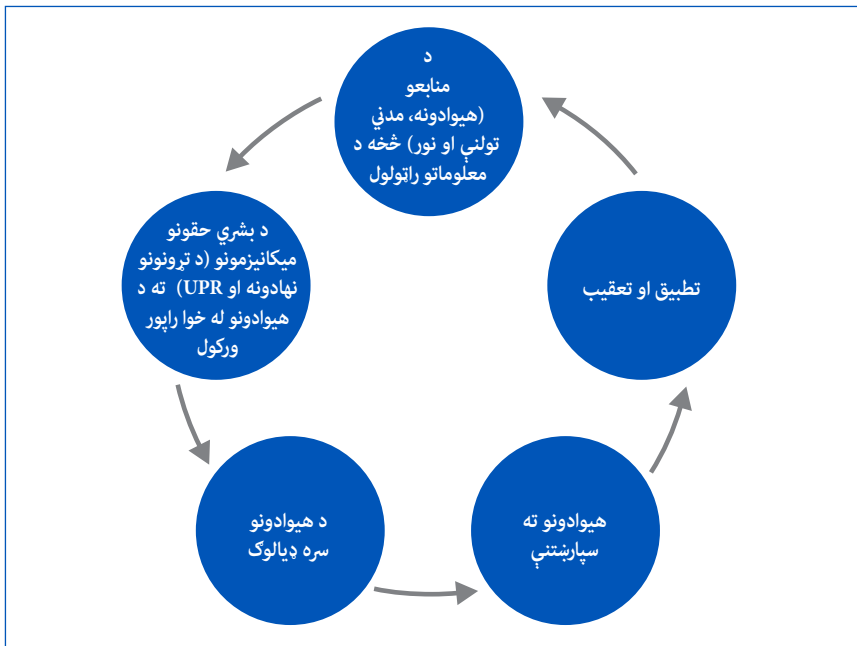 د
منابعو
(هیوادونه، مدني
تولنې او نور) څخه د
معلوماتو راټولول
د بشري حقونو
میکانیزمونو (د تړونونو
نهادونه او UPR) ته د
هیوادونو له خوا راپور
ورکول
د هیوادونو
سره ډیالوګ
هیوادونو ته
سپارښتنې
تطبیق او تعقیب